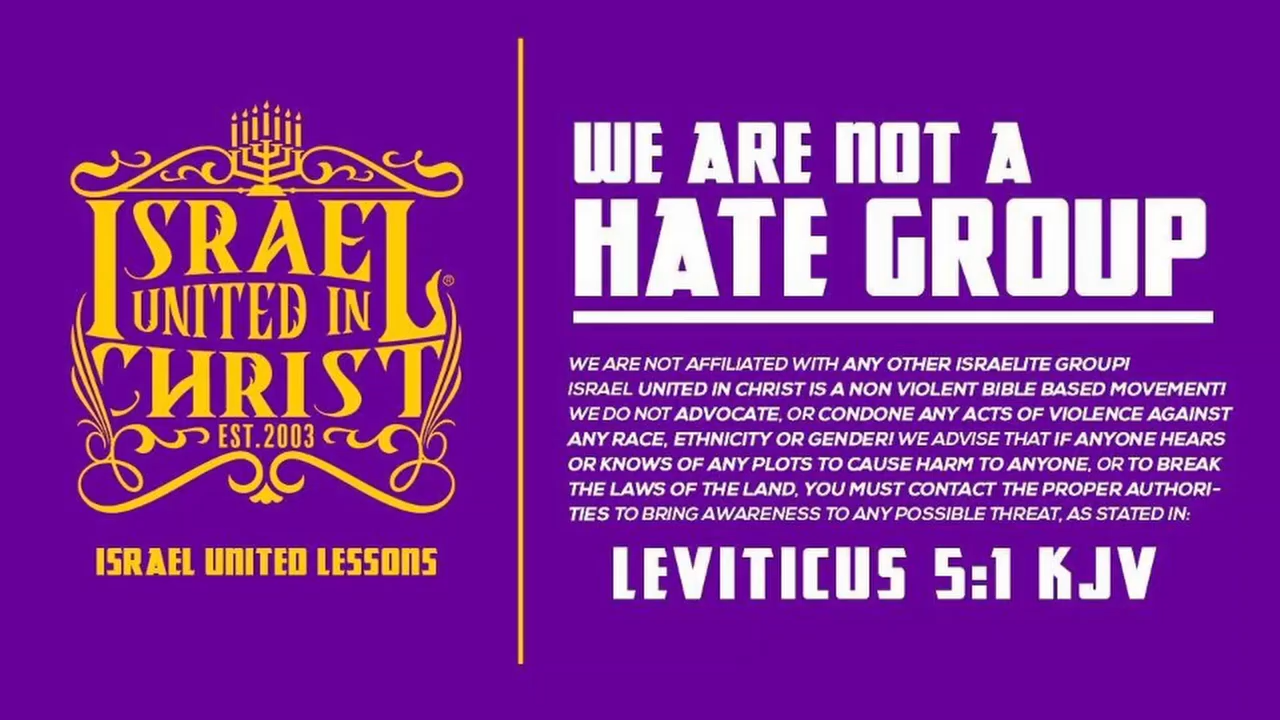 ISRAEL
UNITED IN
CHRIST
®
EST. 2003
ISRAEL UNITED LESSONS
WE ARE NOT A
HATE GROUP
WE ARE NOT AFFILIATED WITH ANY OTHER ISRAELITE GROUP!
ISRAEL UNITED IN CHRIST IS A NON VIOLENT BIBLE BASED MOVEMENT!
WE DO NOT ADVOCATE, OR CONDONE ANY ACTS OF VIOLENCE AGAINST
ANY RACE, ETHNICITY OR GENDER! WE ADVISE THAT IF ANYONE HEARS
OR KNOWS OF ANY PLOTS TO CAUSE HARM TO ANYONE, OR TO BREAK
THE LAWS OF THE LAND, YOU MUST CONTACT THE PROPER AUTHORI-
TIES TO BRING AWARENESS TO ANY POSSIBLE THREAT, AS STATED IN:
LEVITICUS 5:1 KJV